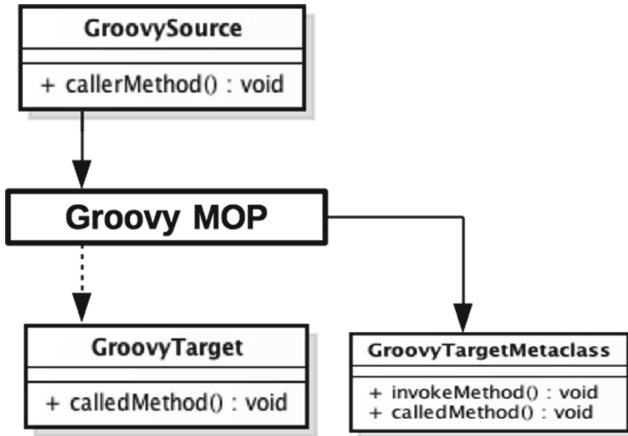 GroovySource
+ callerMethod() : void
Groovy MOP
GroovyTarget
+ calledMethod() : void
GroovyTargetMetaclass
+ invokeMethod() : void
+ calledMethod() : void